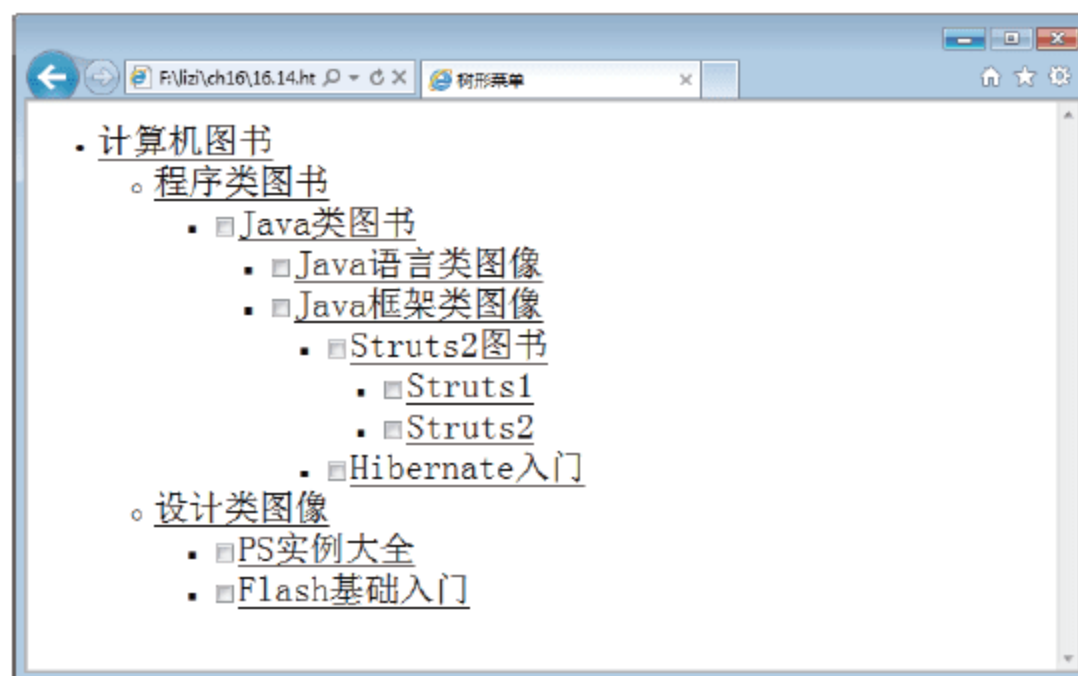 F:\lizi\ch16\16.14.ht
树形菜单
计算机图书
程序类图书
Java类图书
Java语言类图像
Java框架类图像
Struts2图书
Struts1
Struts2
Hibernate入门
设计类图像
PS实例大全
Flash基础入门